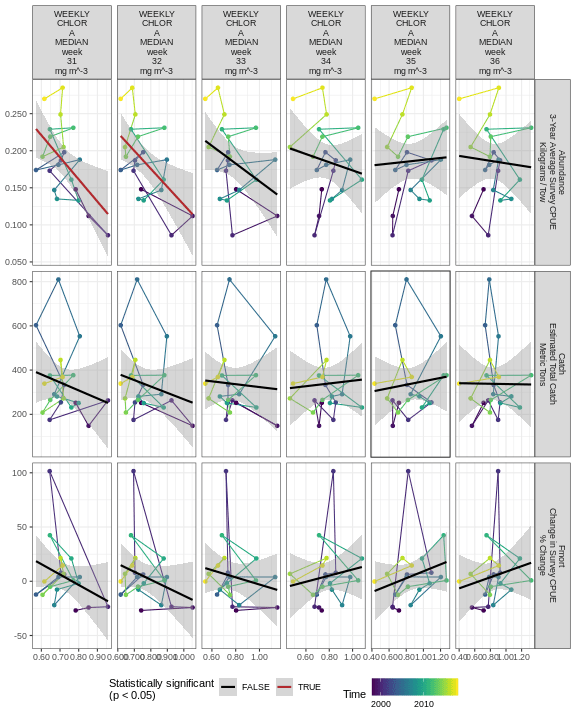 WEEKLY
CHLOR
A
MEDIAN
week
31
mg m^-3
WEEKLY
CHLOR
A
MEDIAN
week
32
mg m^-3
WEEKLY
CHLOR
A
MEDIAN
week
33
mg m^-3
WEEKLY
CHLOR
A
MEDIAN
week
34
mg m^-3
WEEKLY
CHLOR
A
MEDIAN
week
35
mg m^-3
WEEKLY
CHLOR
A
MEDIAN
week
36
mg m^-3
0.250
0.200
0.150
0.100
0.050
Abundance
3-Year Average Survey CPUE
Kilograms / Tow
800
600
400
200
Catch
Estimated Total Catch
Metric Tons
100
50
0
-50
Fmort
Change in Survey CPUE
% Change
0.60 0.70 0.80 0.90
0.60 0.70 0.80 0.90 1.00
0.60 0.80 1.00
0.60 0.80 1.00
0.40 0.60 0.80 1.00 1.20
0.40 0.60 0.80 1.00 1.20
Statistically significant
(p < 0.05)
FALSE
TRUE
Time
2000
2010